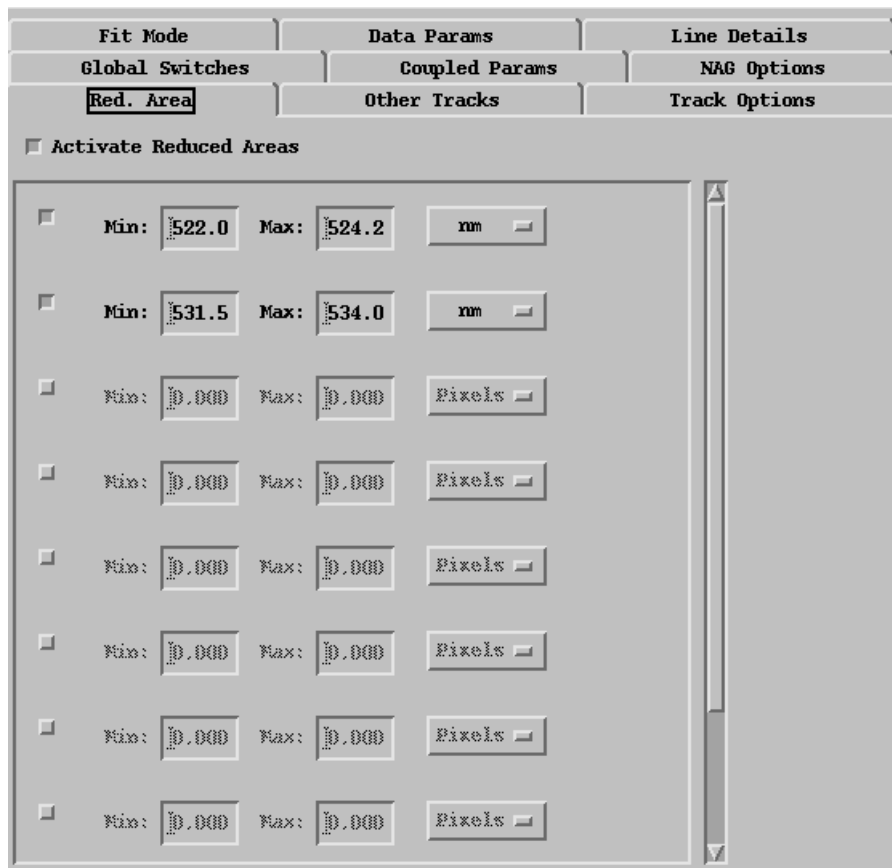 Fit Mode Data Params Line Details
Global Switches Coupled Params NAG Options
Red. Area Other Tracks Track Options
Activate Reduced Areas
Min: 522.0 Max: 524.2 nm
Min: 531.5 Max: 534.0 nm
Min: 0.000 Max: 0.000 Pixels
Min: 0.000 Max: 0.000 Pixels
Min: 0.000 Max: 0.000 Pixels
Min: 0.000 Max: 0.000 Pixels
Min: 0.000 Max: 0.000 Pixels
Min: 0.000 Max: 0.000 Pixels